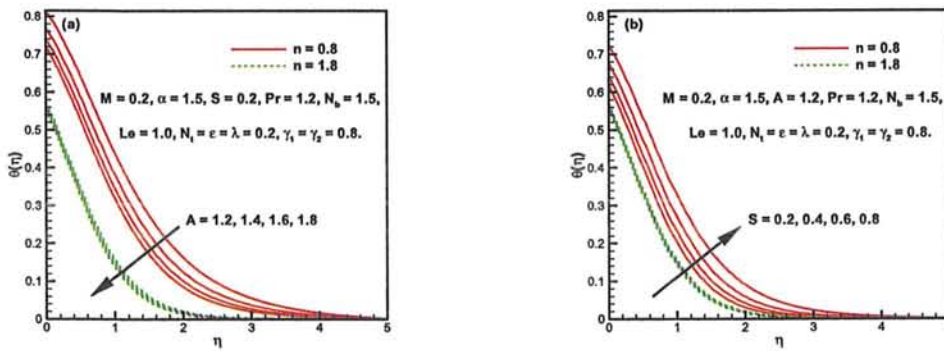 (a)
n = 0.8
n = 1.8
M = 0.2, α = 1.5, S = 0.2, Pr = 1.2, N_b = 1.5,
Le = 1.0, N_t = ε = λ = 0.2, γ_1 = γ_2 = 0.8.
A = 1.2, 1.4, 1.6, 1.8
θ(η)
0.8
0.7
0.6
0.5
0.4
0.3
0.2
0.1
0
0 1 2 3 4 5
η
(b)
n = 0.8
n = 1.8
M = 0.2, α = 1.5, A = 1.2, Pr = 1.2, N_b = 1.5,
Le = 1.0, N_t = ε = λ = 0.2, γ_1 = γ_2 = 0.8.
S = 0.2, 0.4, 0.6, 0.8
θ(η)
0.8
0.7
0.6
0.5
0.4
0.3
0.2
0.1
0
0 1 2 3 4
η